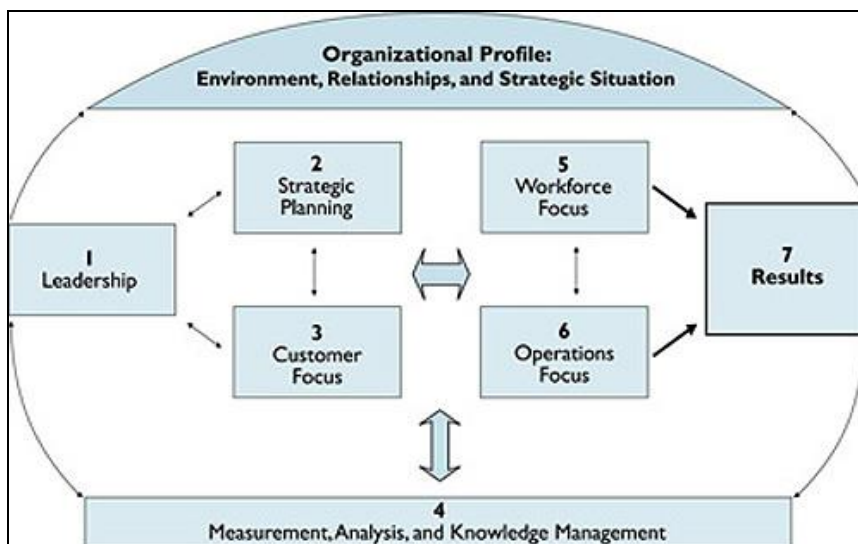 Organizational Profile:
Environment, Relationships, and Strategic Situation
2
Strategic
Planning
5
Workforce
Focus
1
Leadership
7
Results
3
Customer
Focus
6
Operations
Focus
4
Measurement, Analysis, and Knowledge Management